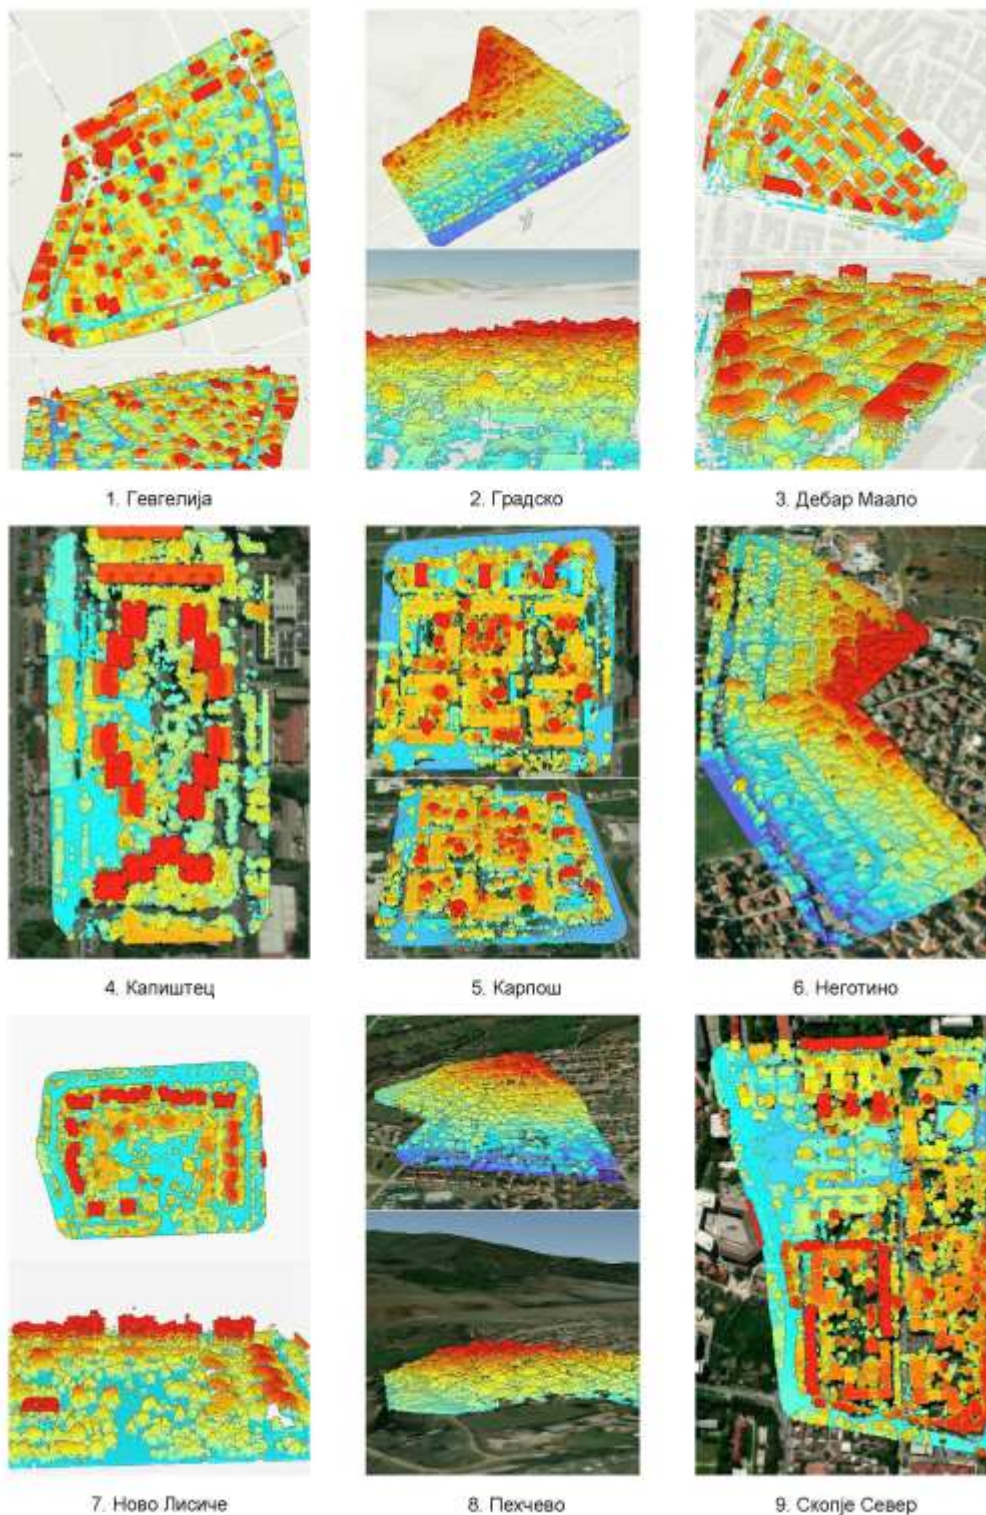 1. Гевгелија
2. Градско
3. Дебар Маало
4. Капиштец
5. Карпош
6. Неготино
7. Ново Лисиче
8. Пехчево
9. Скопје Север